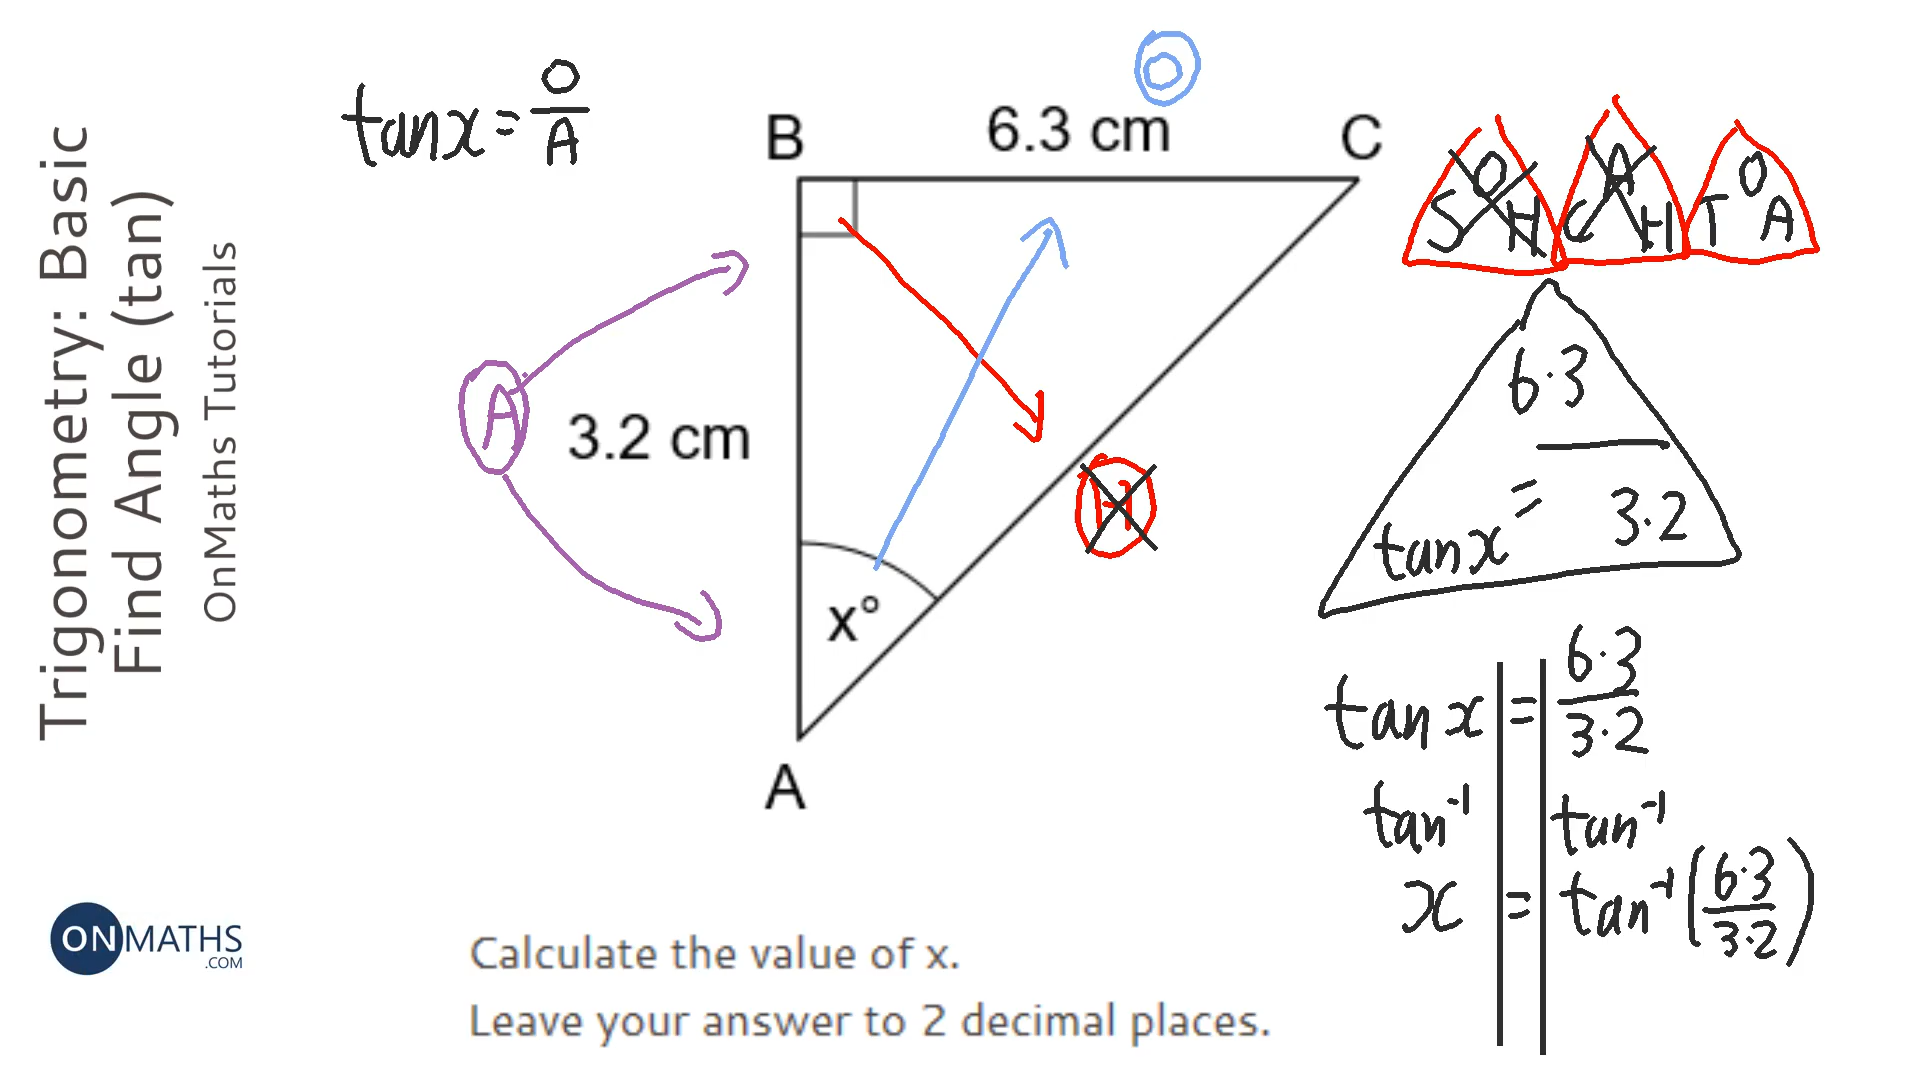 Trigonometry: Basic
Find Angle (tan)
OnMaths Tutorials
tan x = O/A
O
B
6.3 cm
C
S O H
C A H
T O A
A
3.2 cm
H
x°
A
6.3
tan x = 3.2
tan x = 6.3/3.2
tan⁻¹ tan⁻¹
x = tan⁻¹(6.3/3.2)
ONMATHS
.COM
Calculate the value of x.
Leave your answer to 2 decimal places.